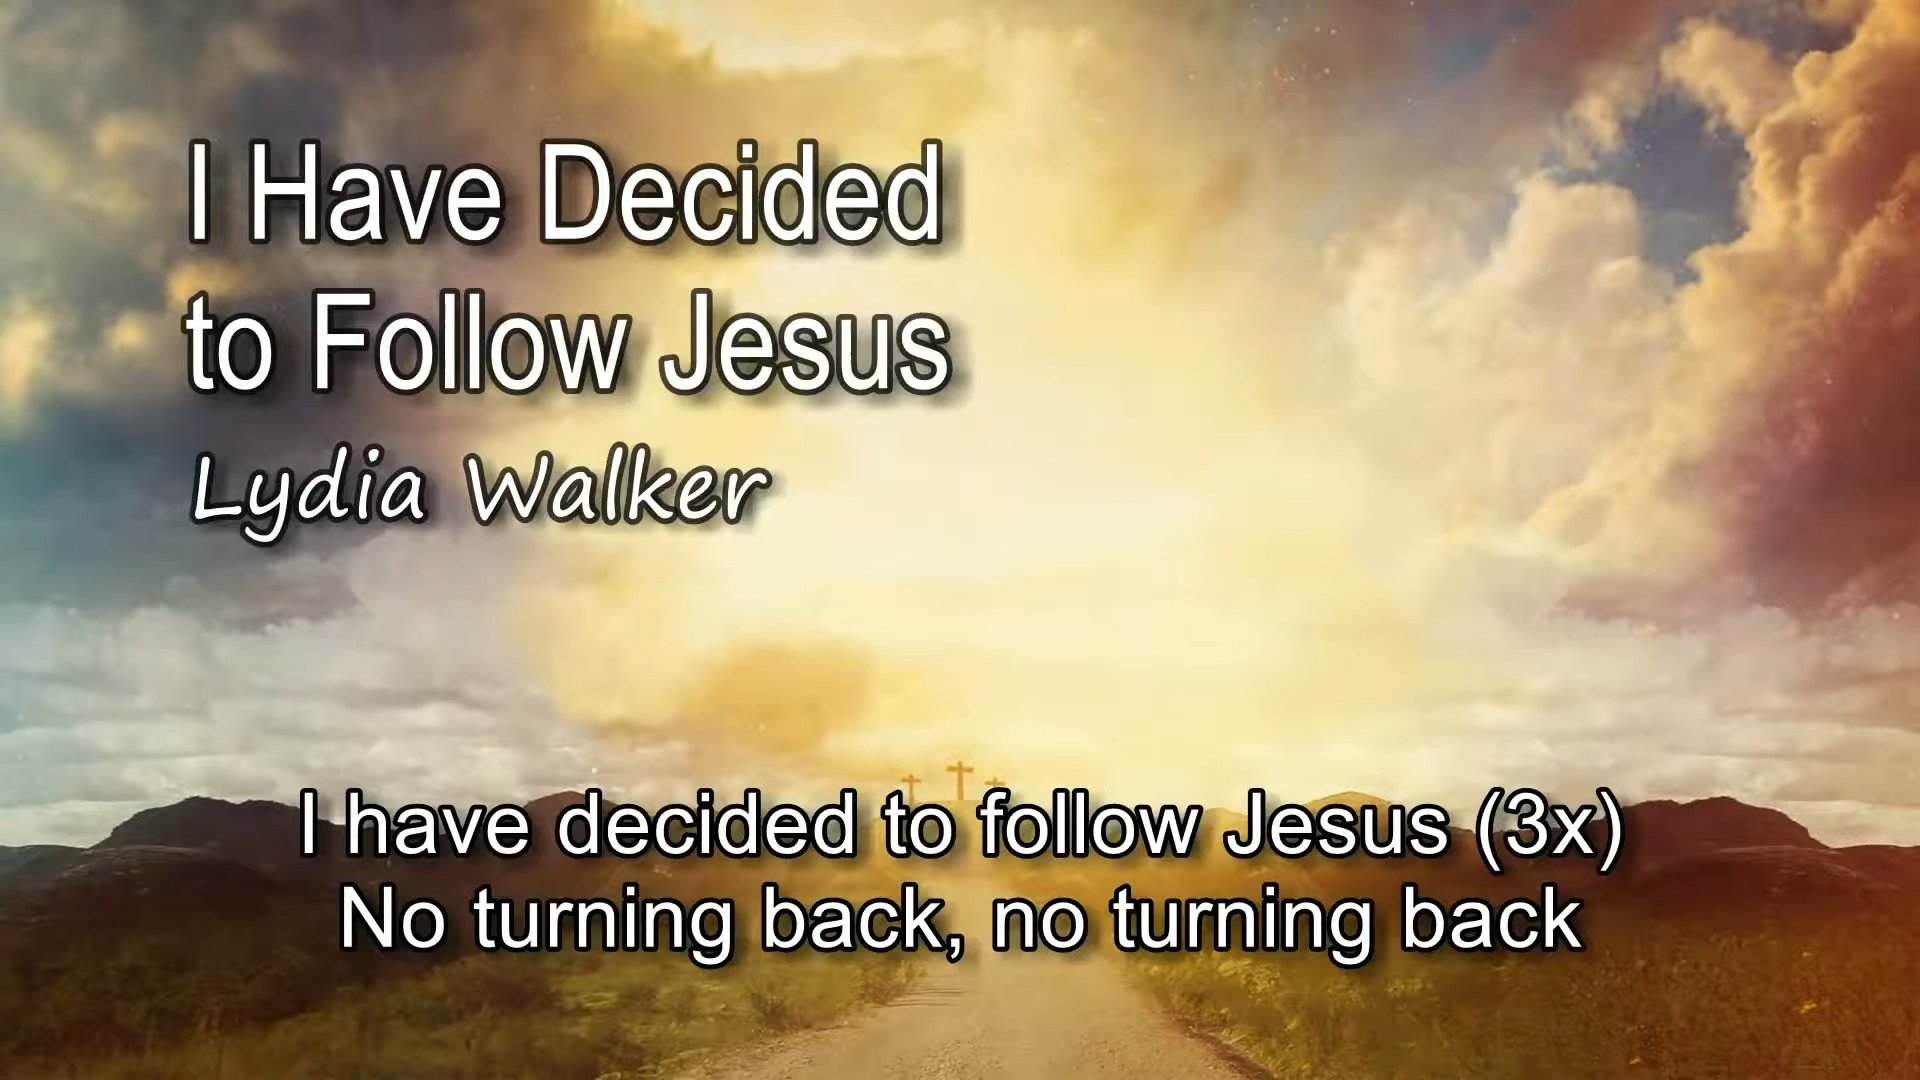 I Have Decided
to Follow Jesus
Lydia Walker
I have decided to follow Jesus (3x)
No turning back, no turning back